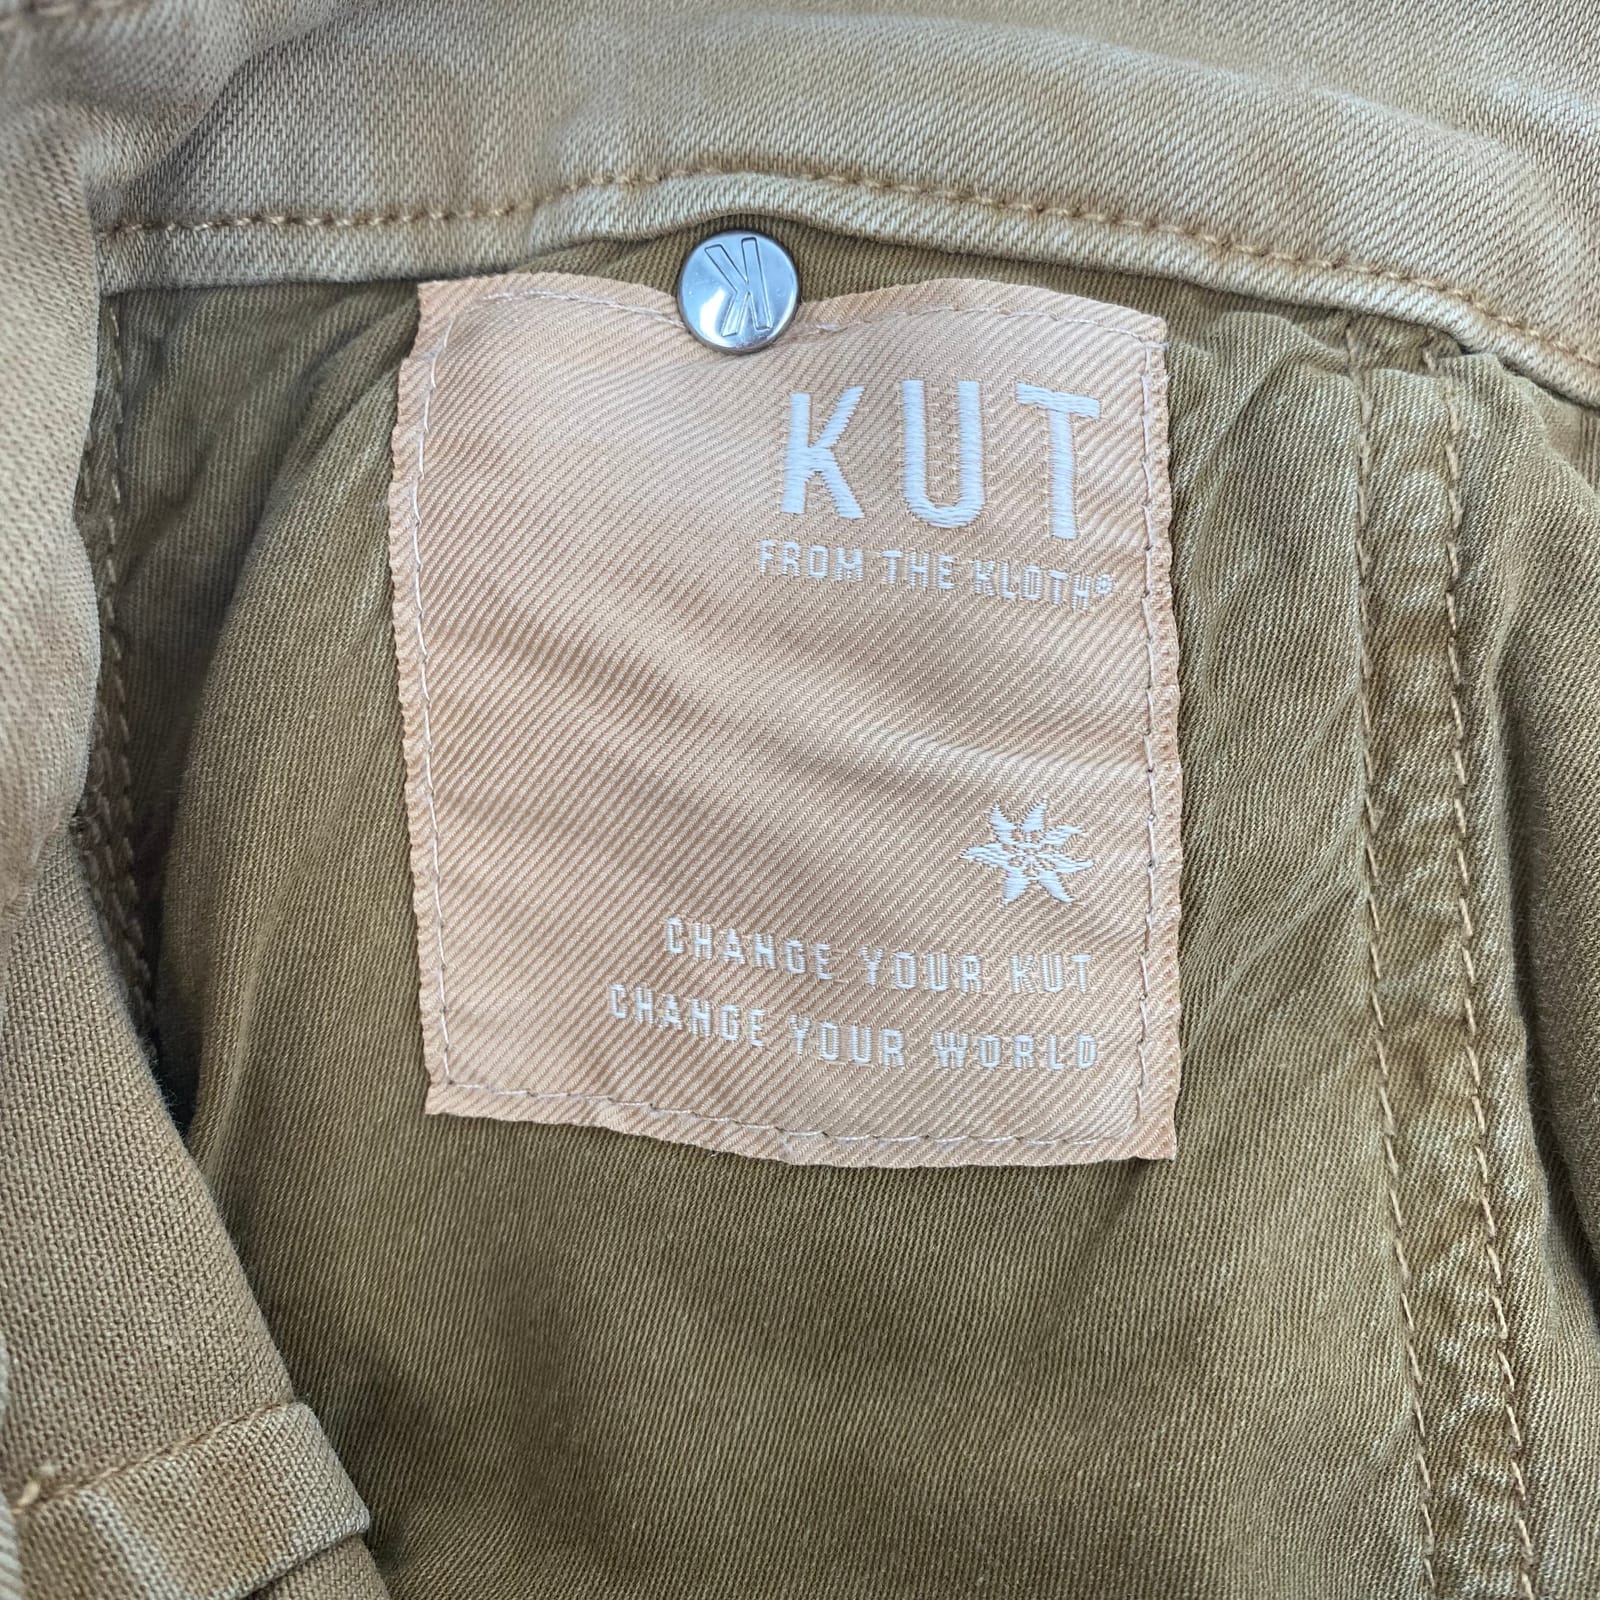 K
KUT
FROM THE KLOTH®
CHANGE YOUR KUT
CHANGE YOUR WORLD